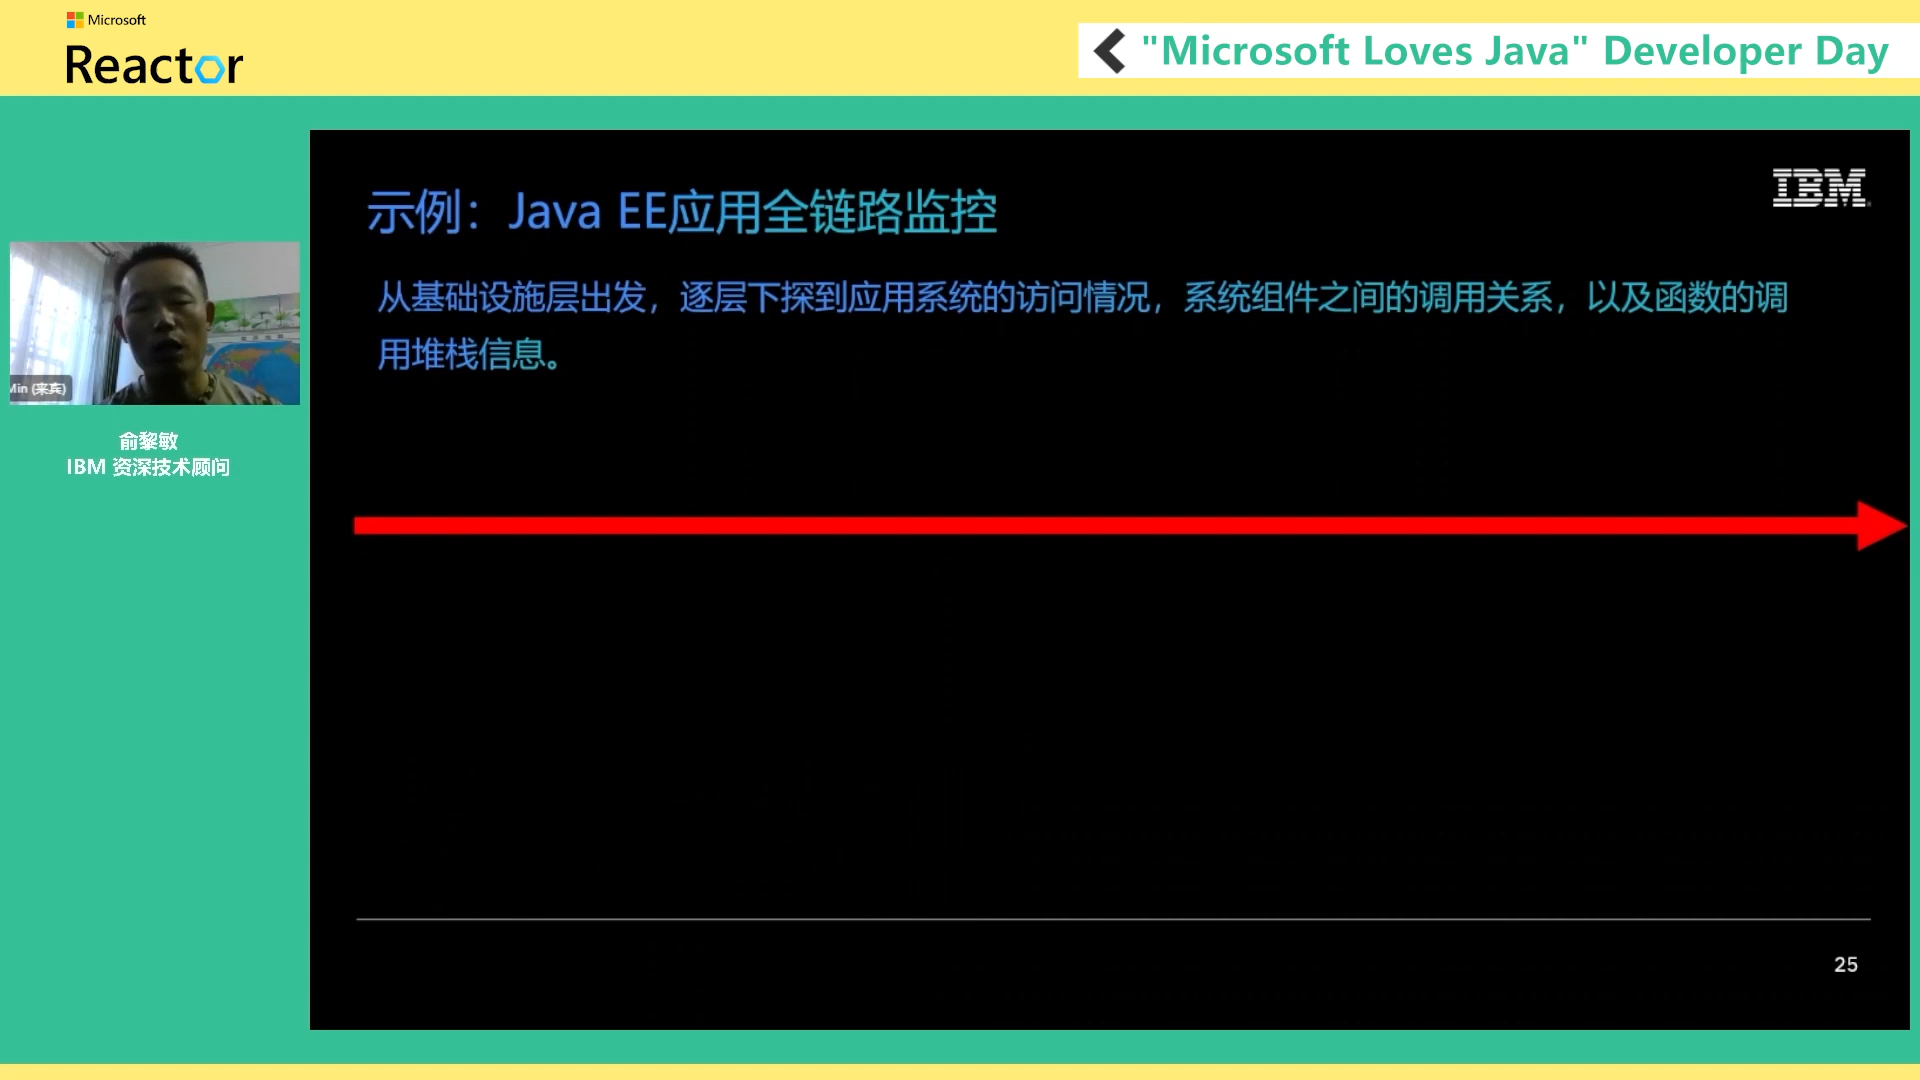 Microsoft
Reactor
"Microsoft Loves Java" Developer Day
IBM
示例：Java EE应用全链路监控
从基础设施层出发，逐层下探到应用系统的访问情况，系统组件之间的调用关系，以及函数的调
用堆栈信息。
Min (来宾)
俞黎敏
IBM 资深技术顾问
25